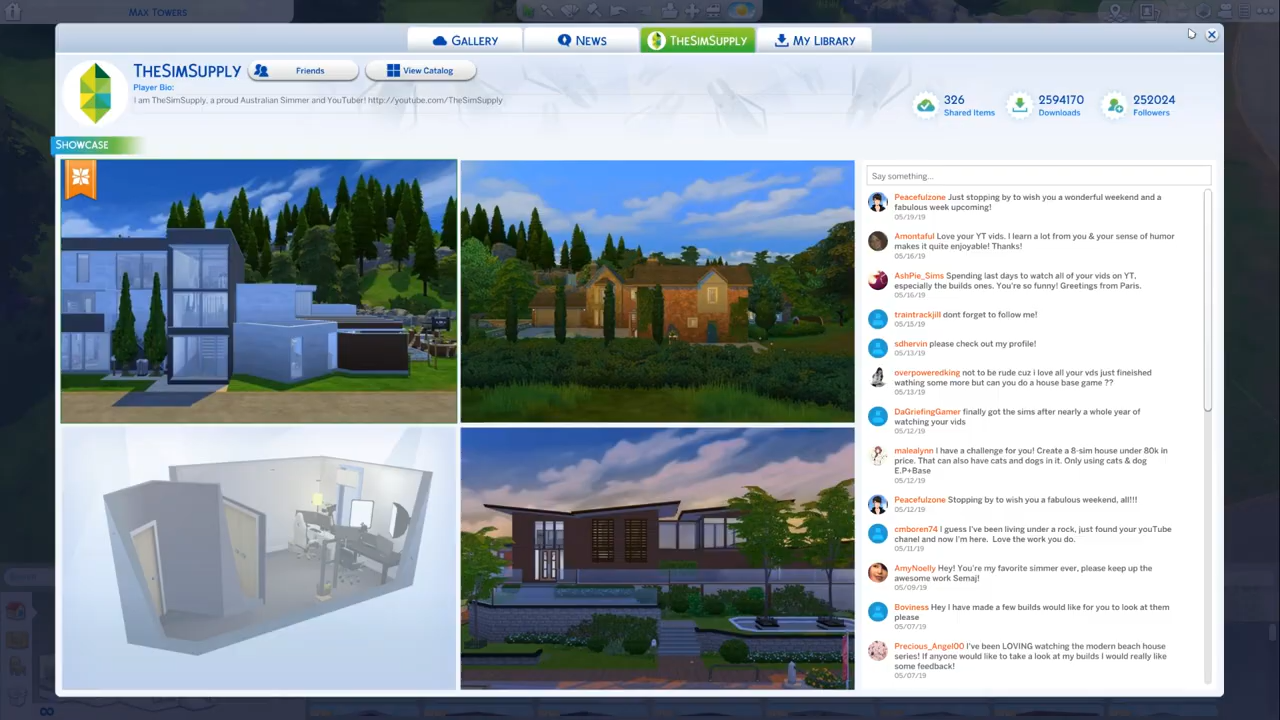 MAX TOWERS
GALLERY
NEWS
THESIMSUPPLY
MY LIBRARY
THESIMSUPPLY
Friends
View Catalog
Player Bio:
I am TheSimSupply, a proud Australian Simmer and YouTuber! http://youtube.com/TheSimSupply
326
Shared Items
2594170
Downloads
252024
Followers
SHOWCASE
Say something...
Peacefulzone Just stopping by to wish you a wonderful weekend and a
fabulous week upcoming!
05/19/19
Amontaful Love your YT vids. I learn a lot from you & your sense of humor
makes it quite enjoyable! Thanks!
05/16/19
AshPie_Sims Spending last days to watch all of your vids on YT,
especially the builds ones. You're so funny! Greetings from Paris.
05/16/19
traintrackjill dont forget to follow me!
05/15/19
sdhervin please check out my profile!
05/13/19
overpoweredking not to be rude cuz i love all your vds just fineished
wathing some more but can you do a house base game ??
05/13/19
DaGriefingGamer finally got the sims after nearly a whole year of
watching your vids
05/12/19
malealynn I have a challenge for you! Create a 8-sim house under 80k in
price. That can also have cats and dogs in it. Only using cats & dog
E.P+Base
05/12/19
Peacefulzone Stopping by to wish you a fabulous weekend, all!!!
05/12/19
cmboren74 I guess I've been living under a rock, just found your youTube
chanel and now I'm here. Love the work you do.
05/11/19
AmyNoelly Hey! You're my favorite simmer ever, please keep up the
awesome work Semaj!
05/09/19
Boviness Hey I have made a few builds would like for you to look at them
please
05/07/19
Precious_Angel00 I've been LOVING watching the modern beach house
series! If anyone would like to take a look at my builds I would really like
some feedback!
05/07/19